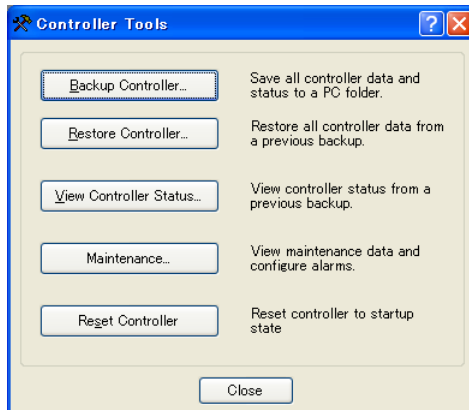 Controller Tools
Backup Controller...
Save all controller data and
status to a PC folder.
Restore Controller...
Restore all controller data from
a previous backup.
View Controller Status...
View controller status from a
previous backup.
Maintenance...
View maintenance data and
configure alarms.
Reset Controller
Reset controller to startup
state
Close